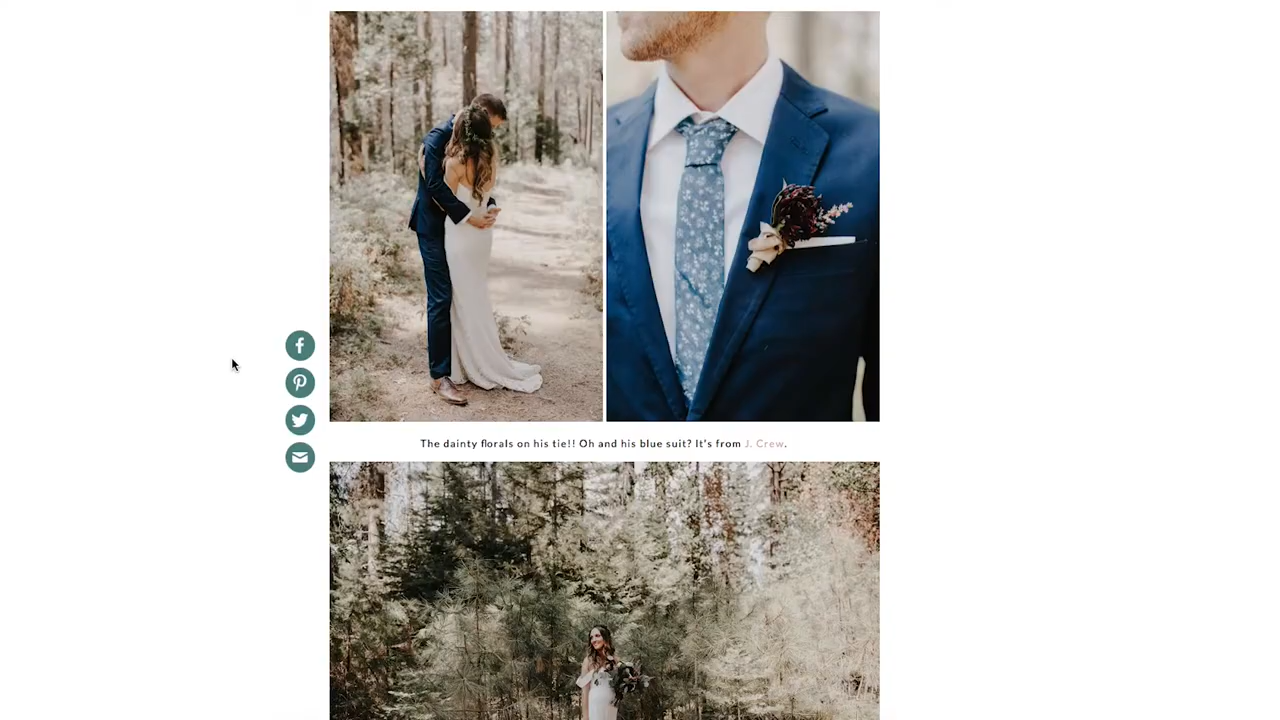 The dainty florals on his tie!! Oh and his blue suit? It's from J. Crew.